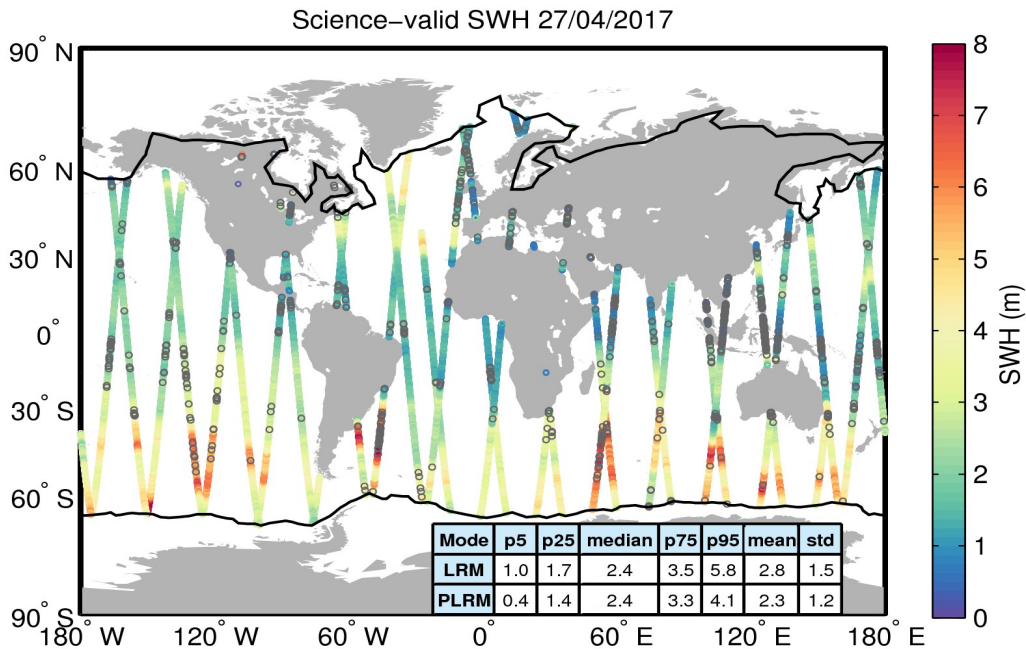 Science−valid SWH 27/04/2017
90° N
60° N
30° N
0°
30° S
60° S
90° S
180° W
120° W
60° W
0°
60° E
120° E
180° E
Mode p5 p25 median p75 p95 mean std
LRM 1.0 1.7 2.4 3.5 5.8 2.8 1.5
PLRM 0.4 1.4 2.4 3.3 4.1 2.3 1.2
8
7
6
5
4
3
2
1
0
SWH (m)